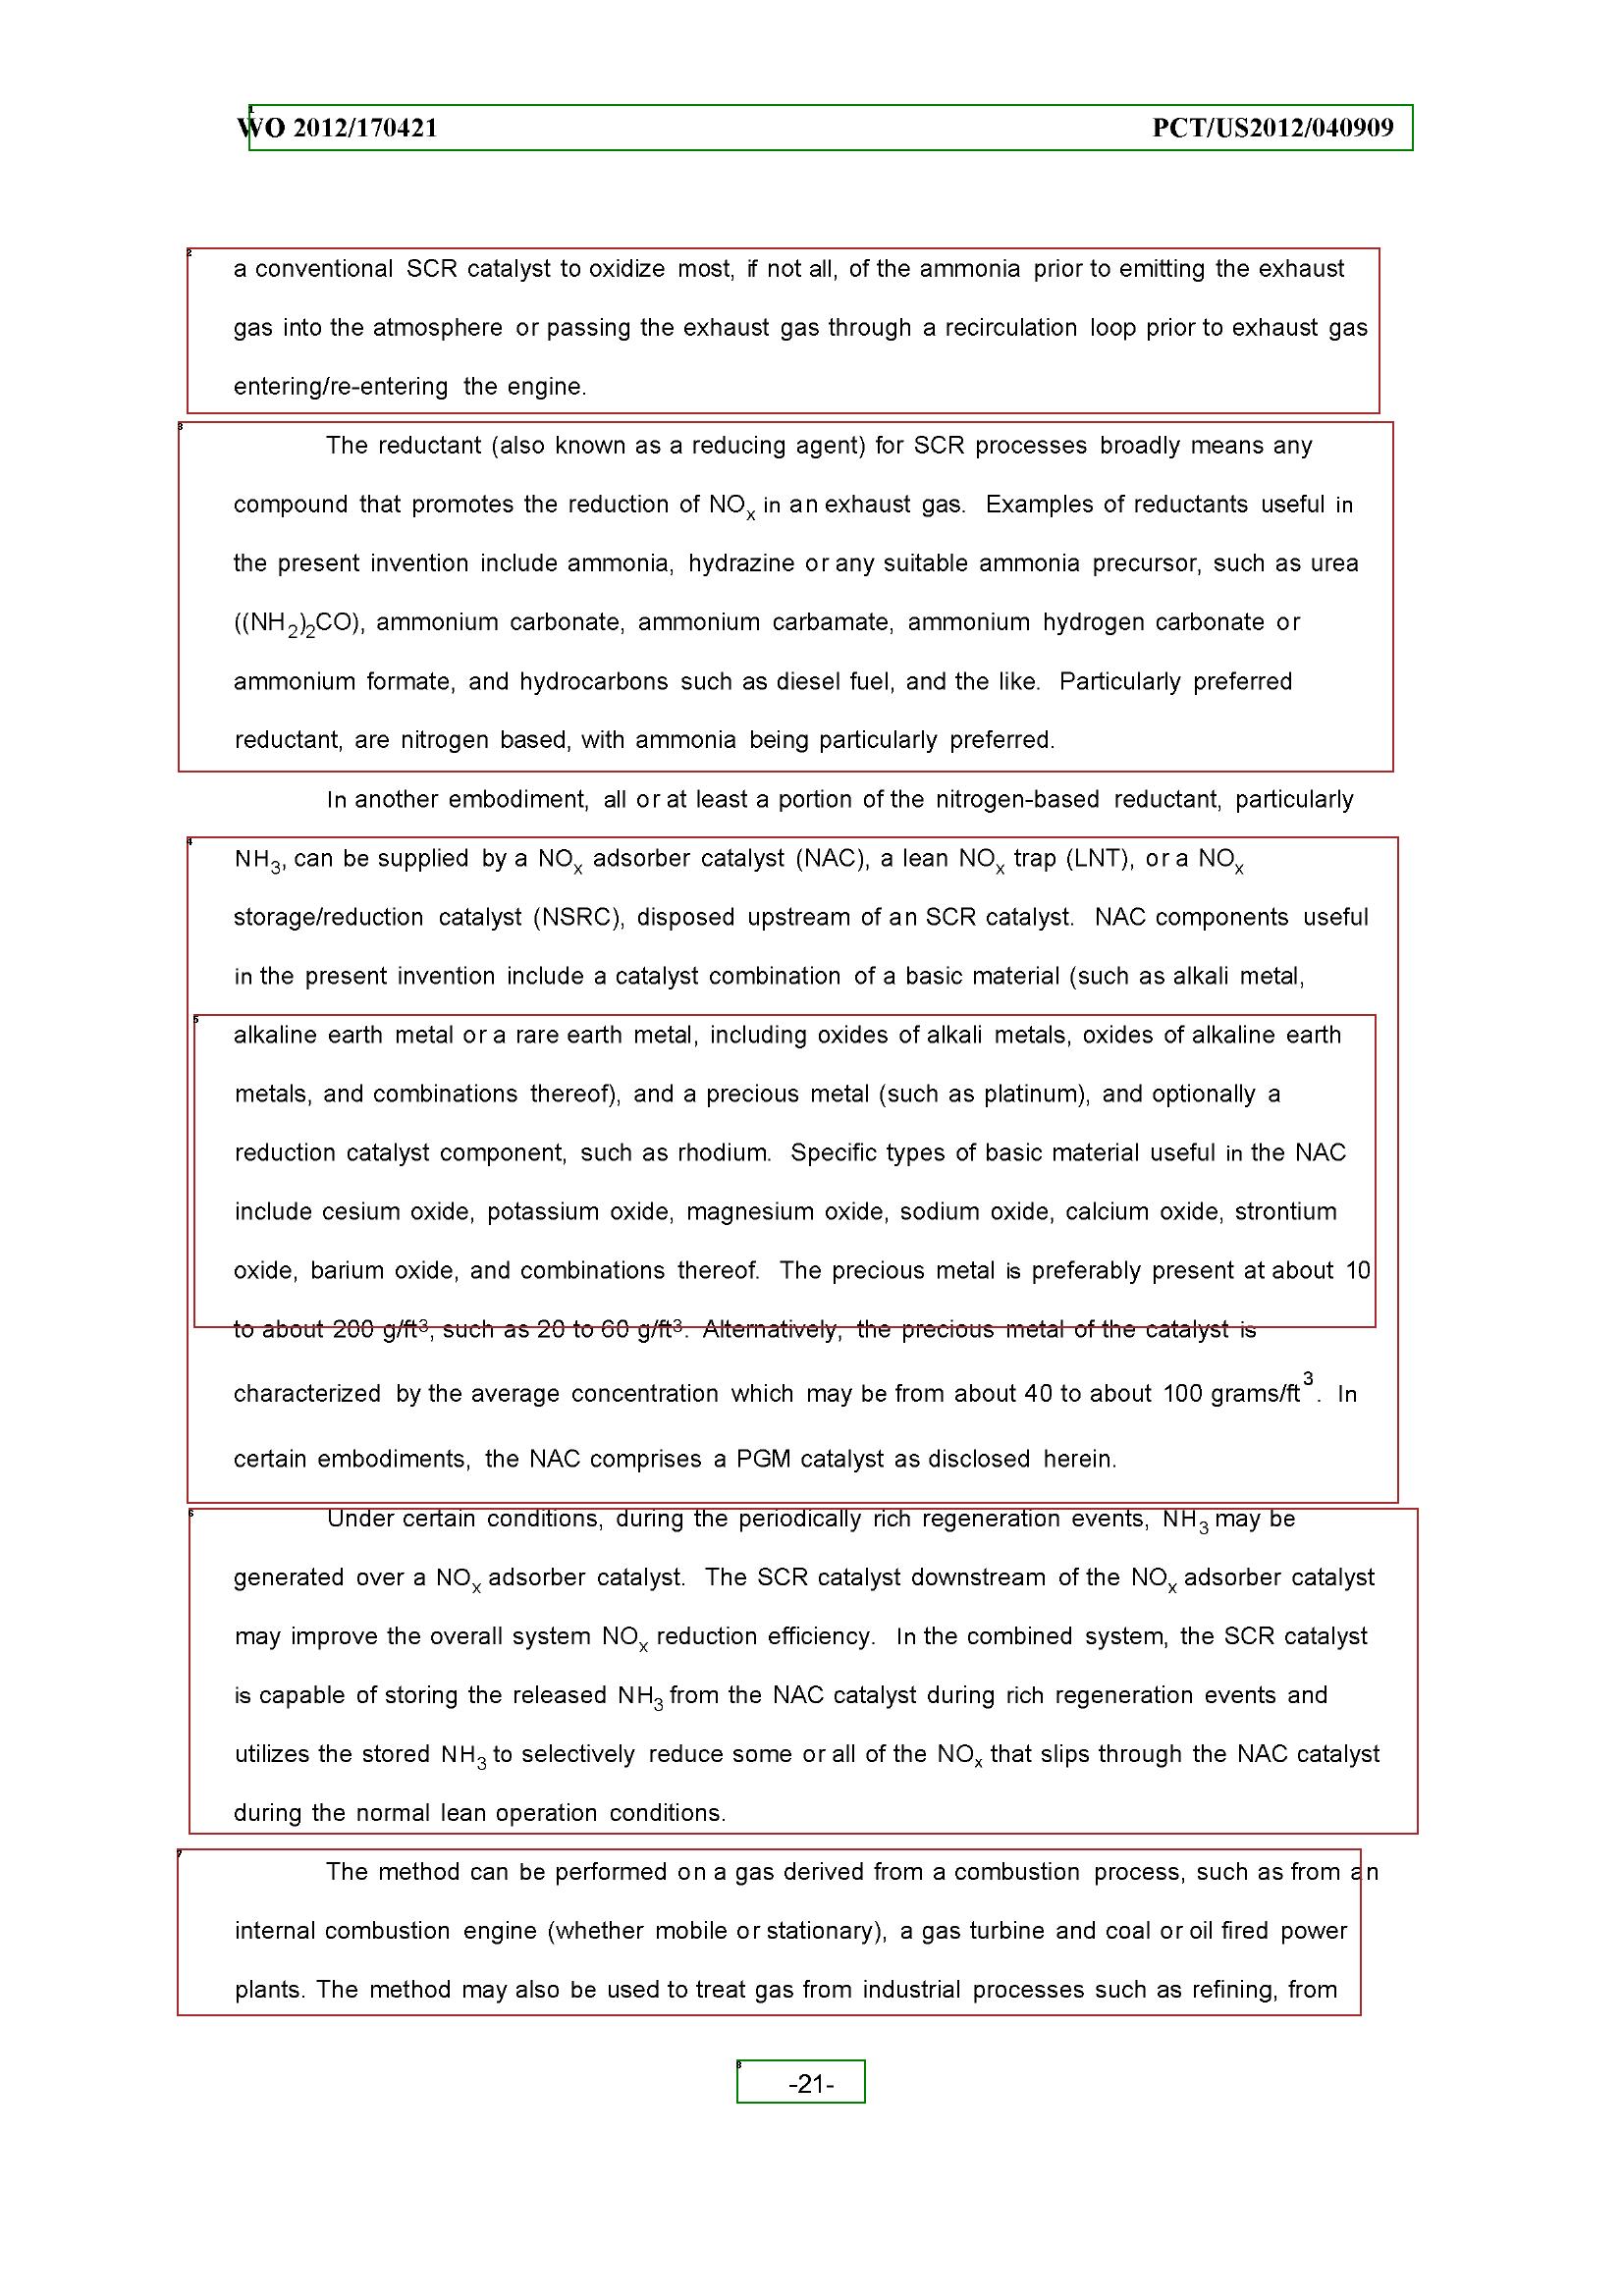 WO 2012/170421 PCT/US2012/040909
a conventional SCR catalyst to oxidize most, if not all, of the ammonia prior to emitting the exhaust
gas into the atmosphere or passing the exhaust gas through a recirculation loop prior to exhaust gas
entering/re-entering the engine.
The reductant (also known as a reducing agent) for SCR processes broadly means any
compound that promotes the reduction of NOx in an exhaust gas. Examples of reductants useful in
the present invention include ammonia, hydrazine or any suitable ammonia precursor, such as urea
((NH2)2CO), ammonium carbonate, ammonium carbamate, ammonium hydrogen carbonate or
ammonium formate, and hydrocarbons such as diesel fuel, and the like. Particularly preferred
reductant, are nitrogen based, with ammonia being particularly preferred.
In another embodiment, all or at least a portion of the nitrogen-based reductant, particularly
NH3, can be supplied by a NOx adsorber catalyst (NAC), a lean NOx trap (LNT), or a NOx
storage/reduction catalyst (NSRC), disposed upstream of an SCR catalyst. NAC components useful
in the present invention include a catalyst combination of a basic material (such as alkali metal,
alkaline earth metal or a rare earth metal, including oxides of alkali metals, oxides of alkaline earth
metals, and combinations thereof), and a precious metal (such as platinum), and optionally a
reduction catalyst component, such as rhodium. Specific types of basic material useful in the NAC
include cesium oxide, potassium oxide, magnesium oxide, sodium oxide, calcium oxide, strontium
oxide, barium oxide, and combinations thereof. The precious metal is preferably present at about 10
to about 200 g/ft3, such as 20 to 60 g/ft3. Alternatively, the precious metal of the catalyst is
characterized by the average concentration which may be from about 40 to about 100 grams/ft3. In
certain embodiments, the NAC comprises a PGM catalyst as disclosed herein.
Under certain conditions, during the periodically rich regeneration events, NH3 may be
generated over a NOx adsorber catalyst. The SCR catalyst downstream of the NOx adsorber catalyst
may improve the overall system NOx reduction efficiency. In the combined system, the SCR catalyst
is capable of storing the released NH3 from the NAC catalyst during rich regeneration events and
utilizes the stored NH3 to selectively reduce some or all of the NOx that slips through the NAC catalyst
during the normal lean operation conditions.
The method can be performed on a gas derived from a combustion process, such as from an
internal combustion engine (whether mobile or stationary), a gas turbine and coal or oil fired power
plants. The method may also be used to treat gas from industrial processes such as refining, from
-21-